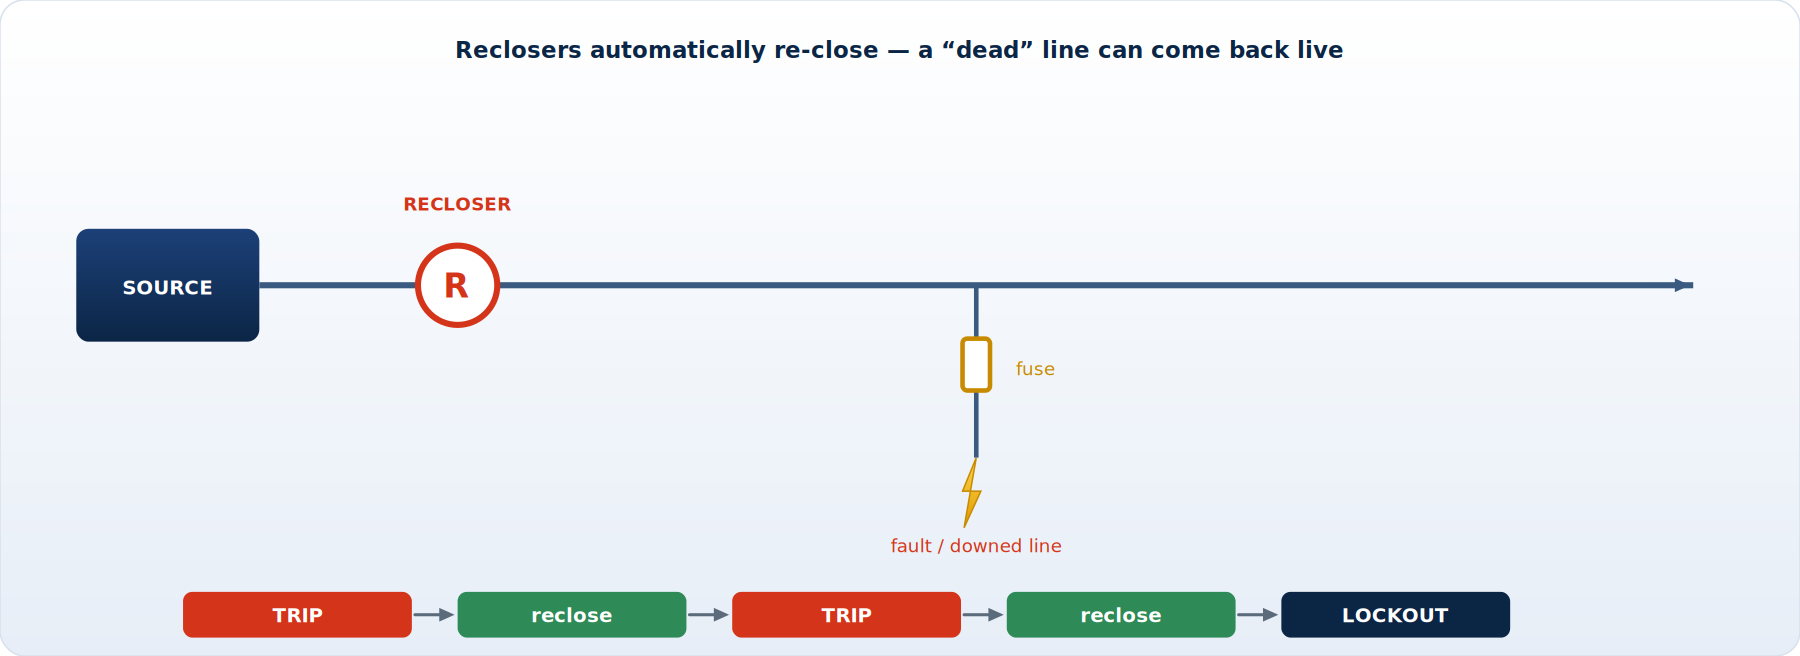 Reclosers automatically re-close — a “dead” line can come back live
RECLOSER
SOURCE
R
fuse
fault / downed line
TRIP
reclose
TRIP
reclose
LOCKOUT